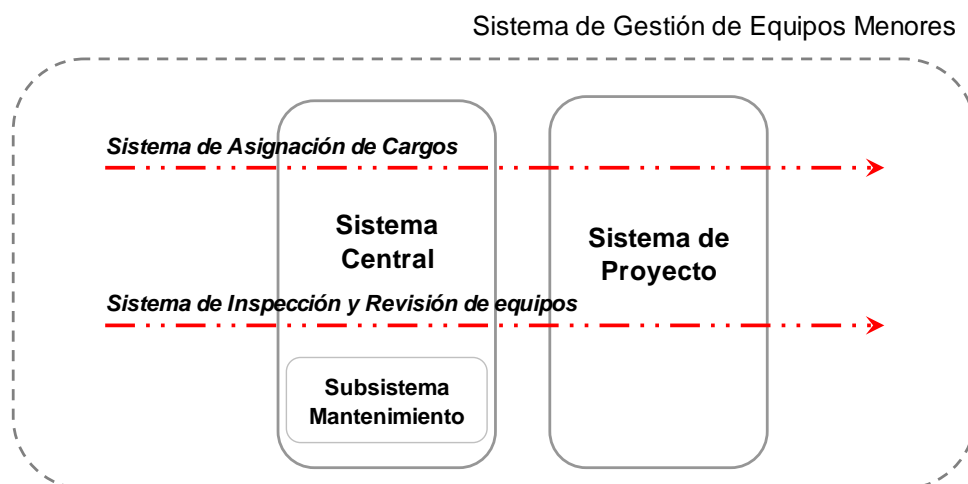 Sistema de Gestión de Equipos Menores
Sistema de Asignación de Cargos
Sistema
Central
Sistema de
Proyecto
Sistema de Inspección y Revisión de equipos
Subsistema
Mantenimiento